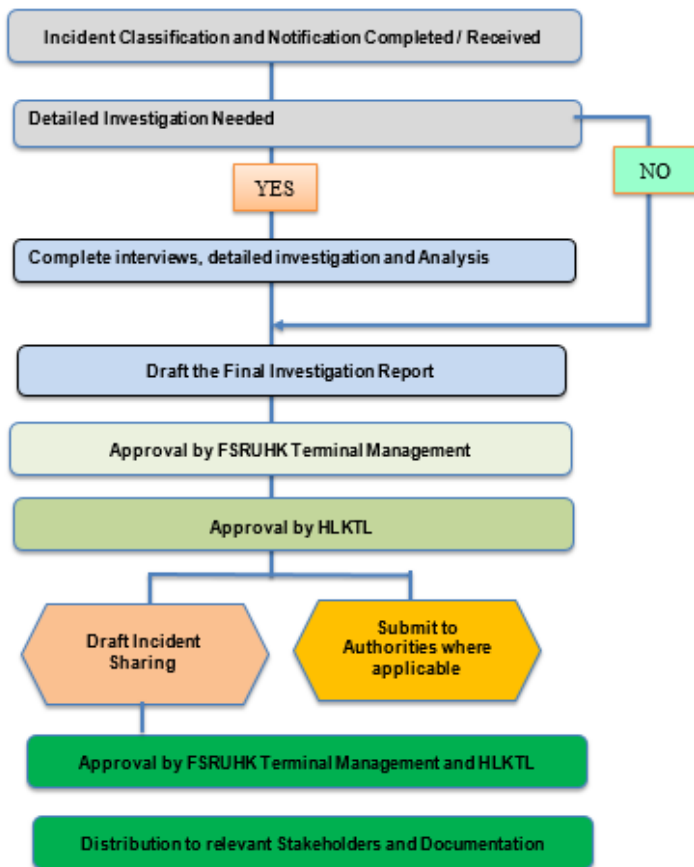 Incident Classification and Notification Completed / Received
Detailed Investigation Needed
YES
NO
Complete interviews, detailed investigation and Analysis
Draft the Final Investigation Report
Approval by FSRUHK Terminal Management
Approval by HLKTL
Draft Incident
Sharing
Submit to
Authorities where
applicable
Approval by FSRUHK Terminal Management and HLKTL
Distribution to relevant Stakeholders and Documentation